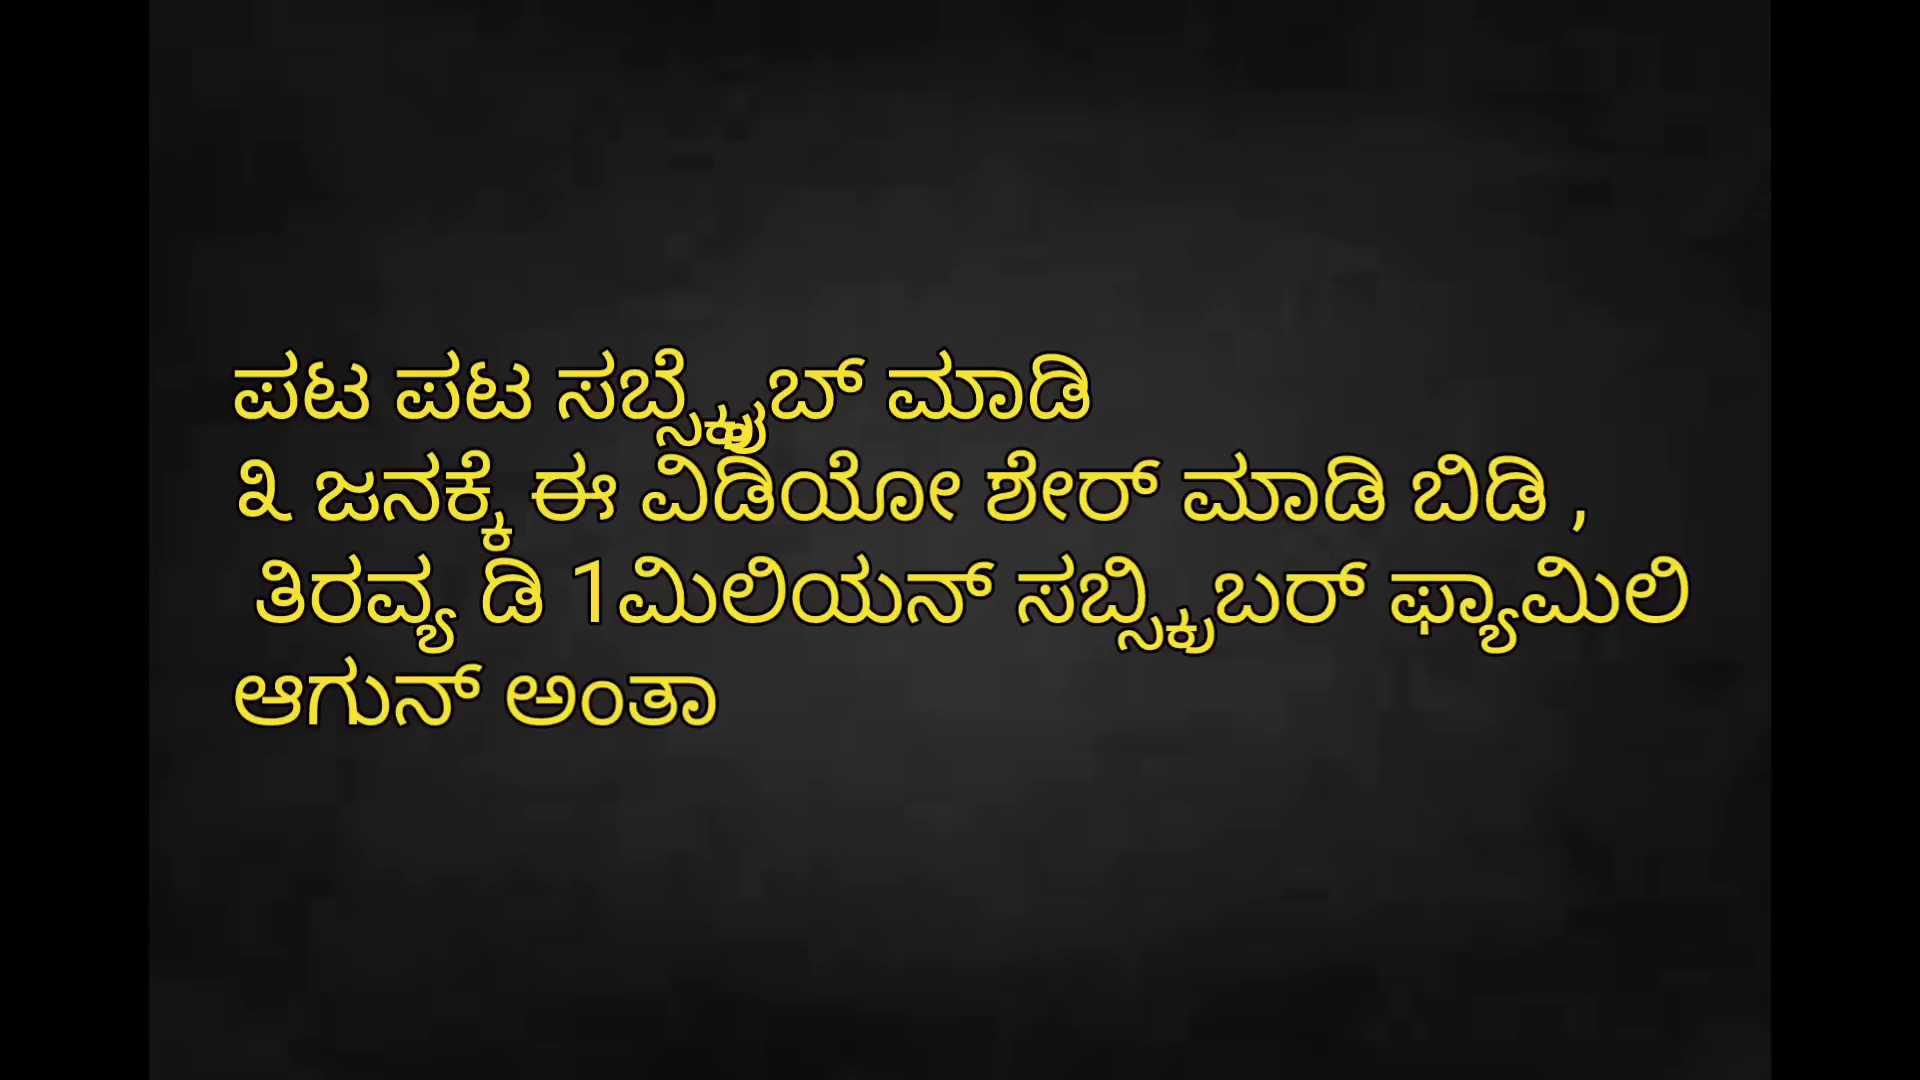 ಪಟ ಪಟ ಸಬ್ಸ್ಕ್ರೈಬ್ ಮಾಡಿ
೩ ಜನಕ್ಕೆ ಈ ವಿಡಿಯೋ ಶೇರ್ ಮಾಡಿ ಬಿಡಿ ,
ತಿರವ್ಯ ಡಿ 1ಮಿಲಿಯನ್ ಸಬ್ಸ್ಕ್ರಿಬರ್ ಫ್ಯಾಮಿಲಿ
ಆಗುನ್ ಅಂತಾ